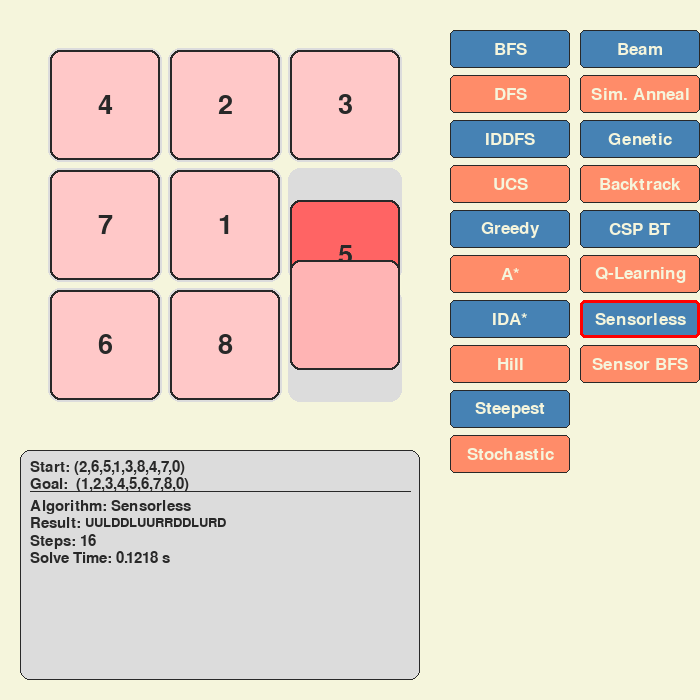 4 2 3
7 1 5
6 8
BFS Beam
DFS Sim. Anneal
IDDFS Genetic
UCS Backtrack
Greedy CSP BT
A* Q-Learning
IDA* Sensorless
Hill Sensor BFS
Steepest
Stochastic
Start: (2,6,5,1,3,8,4,7,0)
Goal: (1,2,3,4,5,6,7,8,0)
Algorithm: Sensorless
Result: UULDDLUURRDDLURD
Steps: 16
Solve Time: 0.1218 s